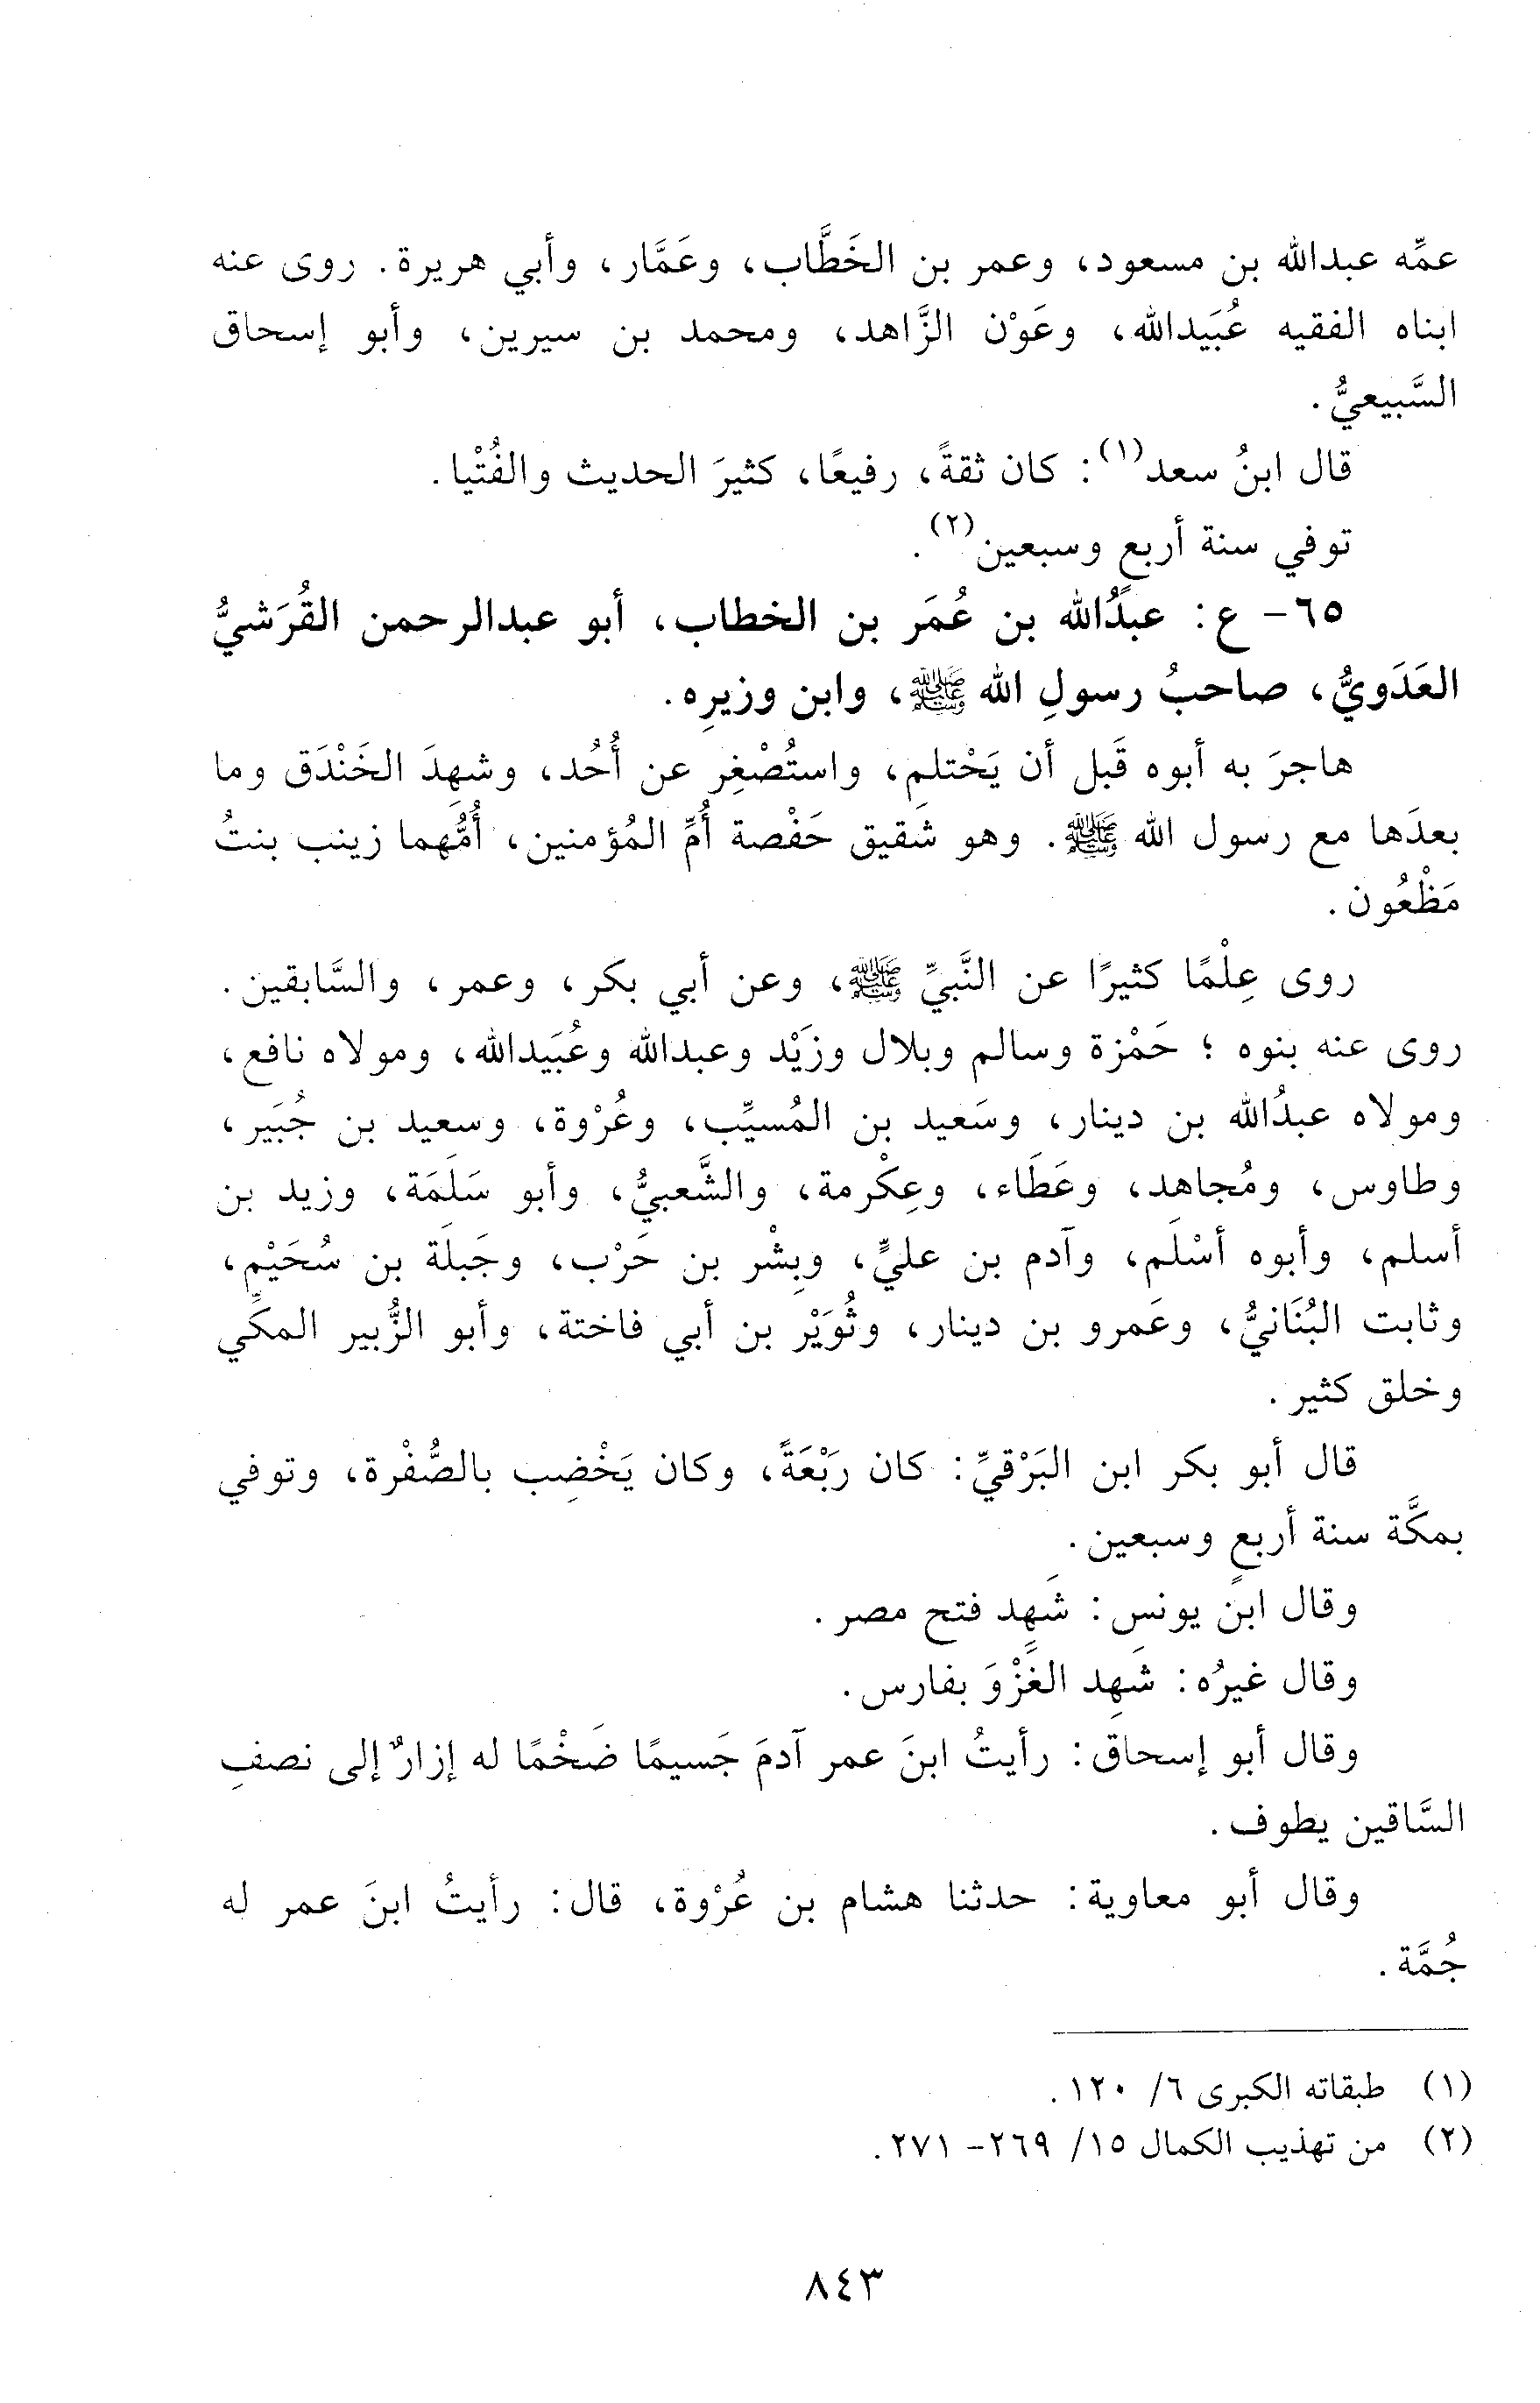 عمِّه عبدالله بن مسعود، وعمر بن الخَطَّاب، وعَمَّار، وأبي هريرة. روى عنه
ابناه الفقيه عُبَيدالله، وعَوْن الزَّاهد، ومحمد بن سيرين، وأبو إسحاق
السَّبيعيُّ.
قال ابنُ سعد(١): كان ثقةً، رفيعًا، كثيرَ الحديث والفُتْيا.
توفي سنة أربعٍ وسبعين(٢).
٦٥- ع: عبدُالله بن عُمَر بن الخطاب، أبو عبدالرحمن القُرَشيُّ
العَدَويُّ، صاحبُ رسولِ الله ﷺ، وابن وزيرِه.
هاجرَ به أبوه قَبل أن يَحْتلم، واستُصْغِر عن أُحُد، وشهِدَ الخَنْدَق وما
بعدَها مع رسول الله ﷺ. وهو شَقيق حَفْصة أُمِّ المُؤمنين، أُمُّهما زينب بنتُ
مَظْعُون.
روى عِلْمًا كثيرًا عن النَّبيِّ ﷺ، وعن أبي بكر، وعمر، والسَّابقين.
روى عنه بنوه؛ حَمْزة وسالم وبلال وزَيْد وعبدالله وعُبَيدالله، ومولاه نافع،
ومولاه عبدُالله بن دينار، وسَعيد بن المُسيِّب، وعُرْوة، وسعيد بن جُبَير،
وطاوس، ومُجاهد، وعَطَاء، وعِكْرمة، والشَّعبيُّ، وأبو سَلَمَة، وزيد بن
أسلم، وأبوه أسْلَم، وآدم بن عليٍّ، وبِشْر بن حَرْب، وجَبلَة بن سُحَيْم،
وثابت البُنَانيُّ، وعَمرو بن دينار، وثُوَيْر بن أبي فاختة، وأبو الزُّبير المكِّي
وخلق كثير.
قال أبو بكر ابن البَرْقيِّ: كان رَبْعَةً، وكان يَخْضِب بالصُّفْرة، وتوفي
بمكَّة سنة أربعٍ وسبعين.
وقال ابن يونس: شَهِد فتح مصر.
وقال غيرُه: شَهِد الغَزْوَ بفارس.
وقال أبو إسحاق: رأيتُ ابنَ عمر آدمَ جَسيمًا ضَخْمًا له إزارٌ إلى نصفِ
السَّاقين يطوف.
وقال أبو معاوية: حدثنا هشام بن عُرْوة، قال: رأيتُ ابنَ عمر له
جُمَّة.
(١) طبقاته الكبرى ٦/ ١٢٠.
(٢) من تهذيب الكمال ١٥/ ٢٦٩- ٢٧١.
٨٤٣